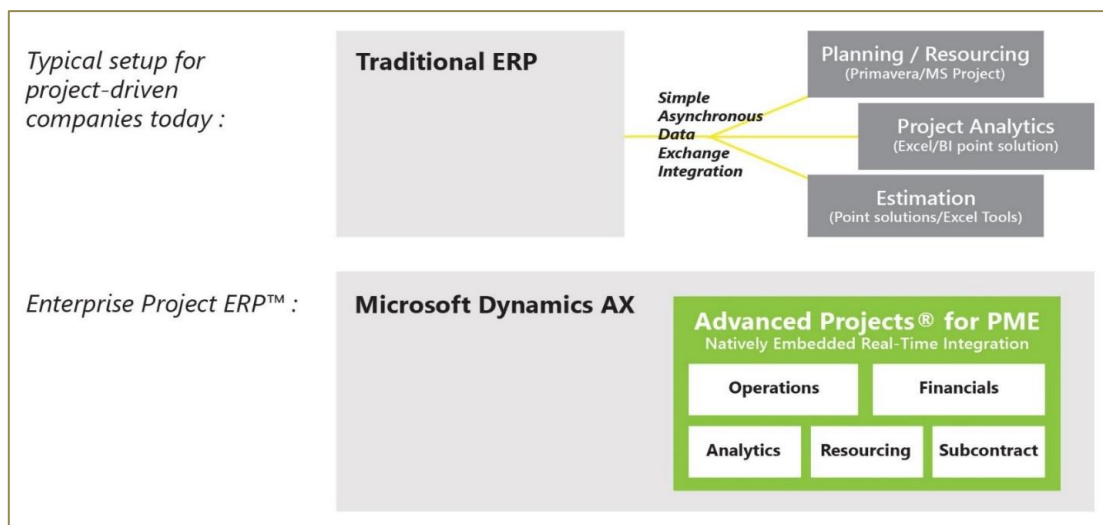 Typical setup for
project-driven
companies today :
Traditional ERP
Simple
Asynchronous
Data
Exchange
Integration
Planning / Resourcing
(Primavera/MS Project)
Project Analytics
(Excel/BI point solution)
Estimation
(Point solutions/Excel Tools)
Enterprise Project ERP™ :
Microsoft Dynamics AX
Advanced Projects® for PME
Natively Embedded Real-Time Integration
Operations
Financials
Analytics
Resourcing
Subcontract